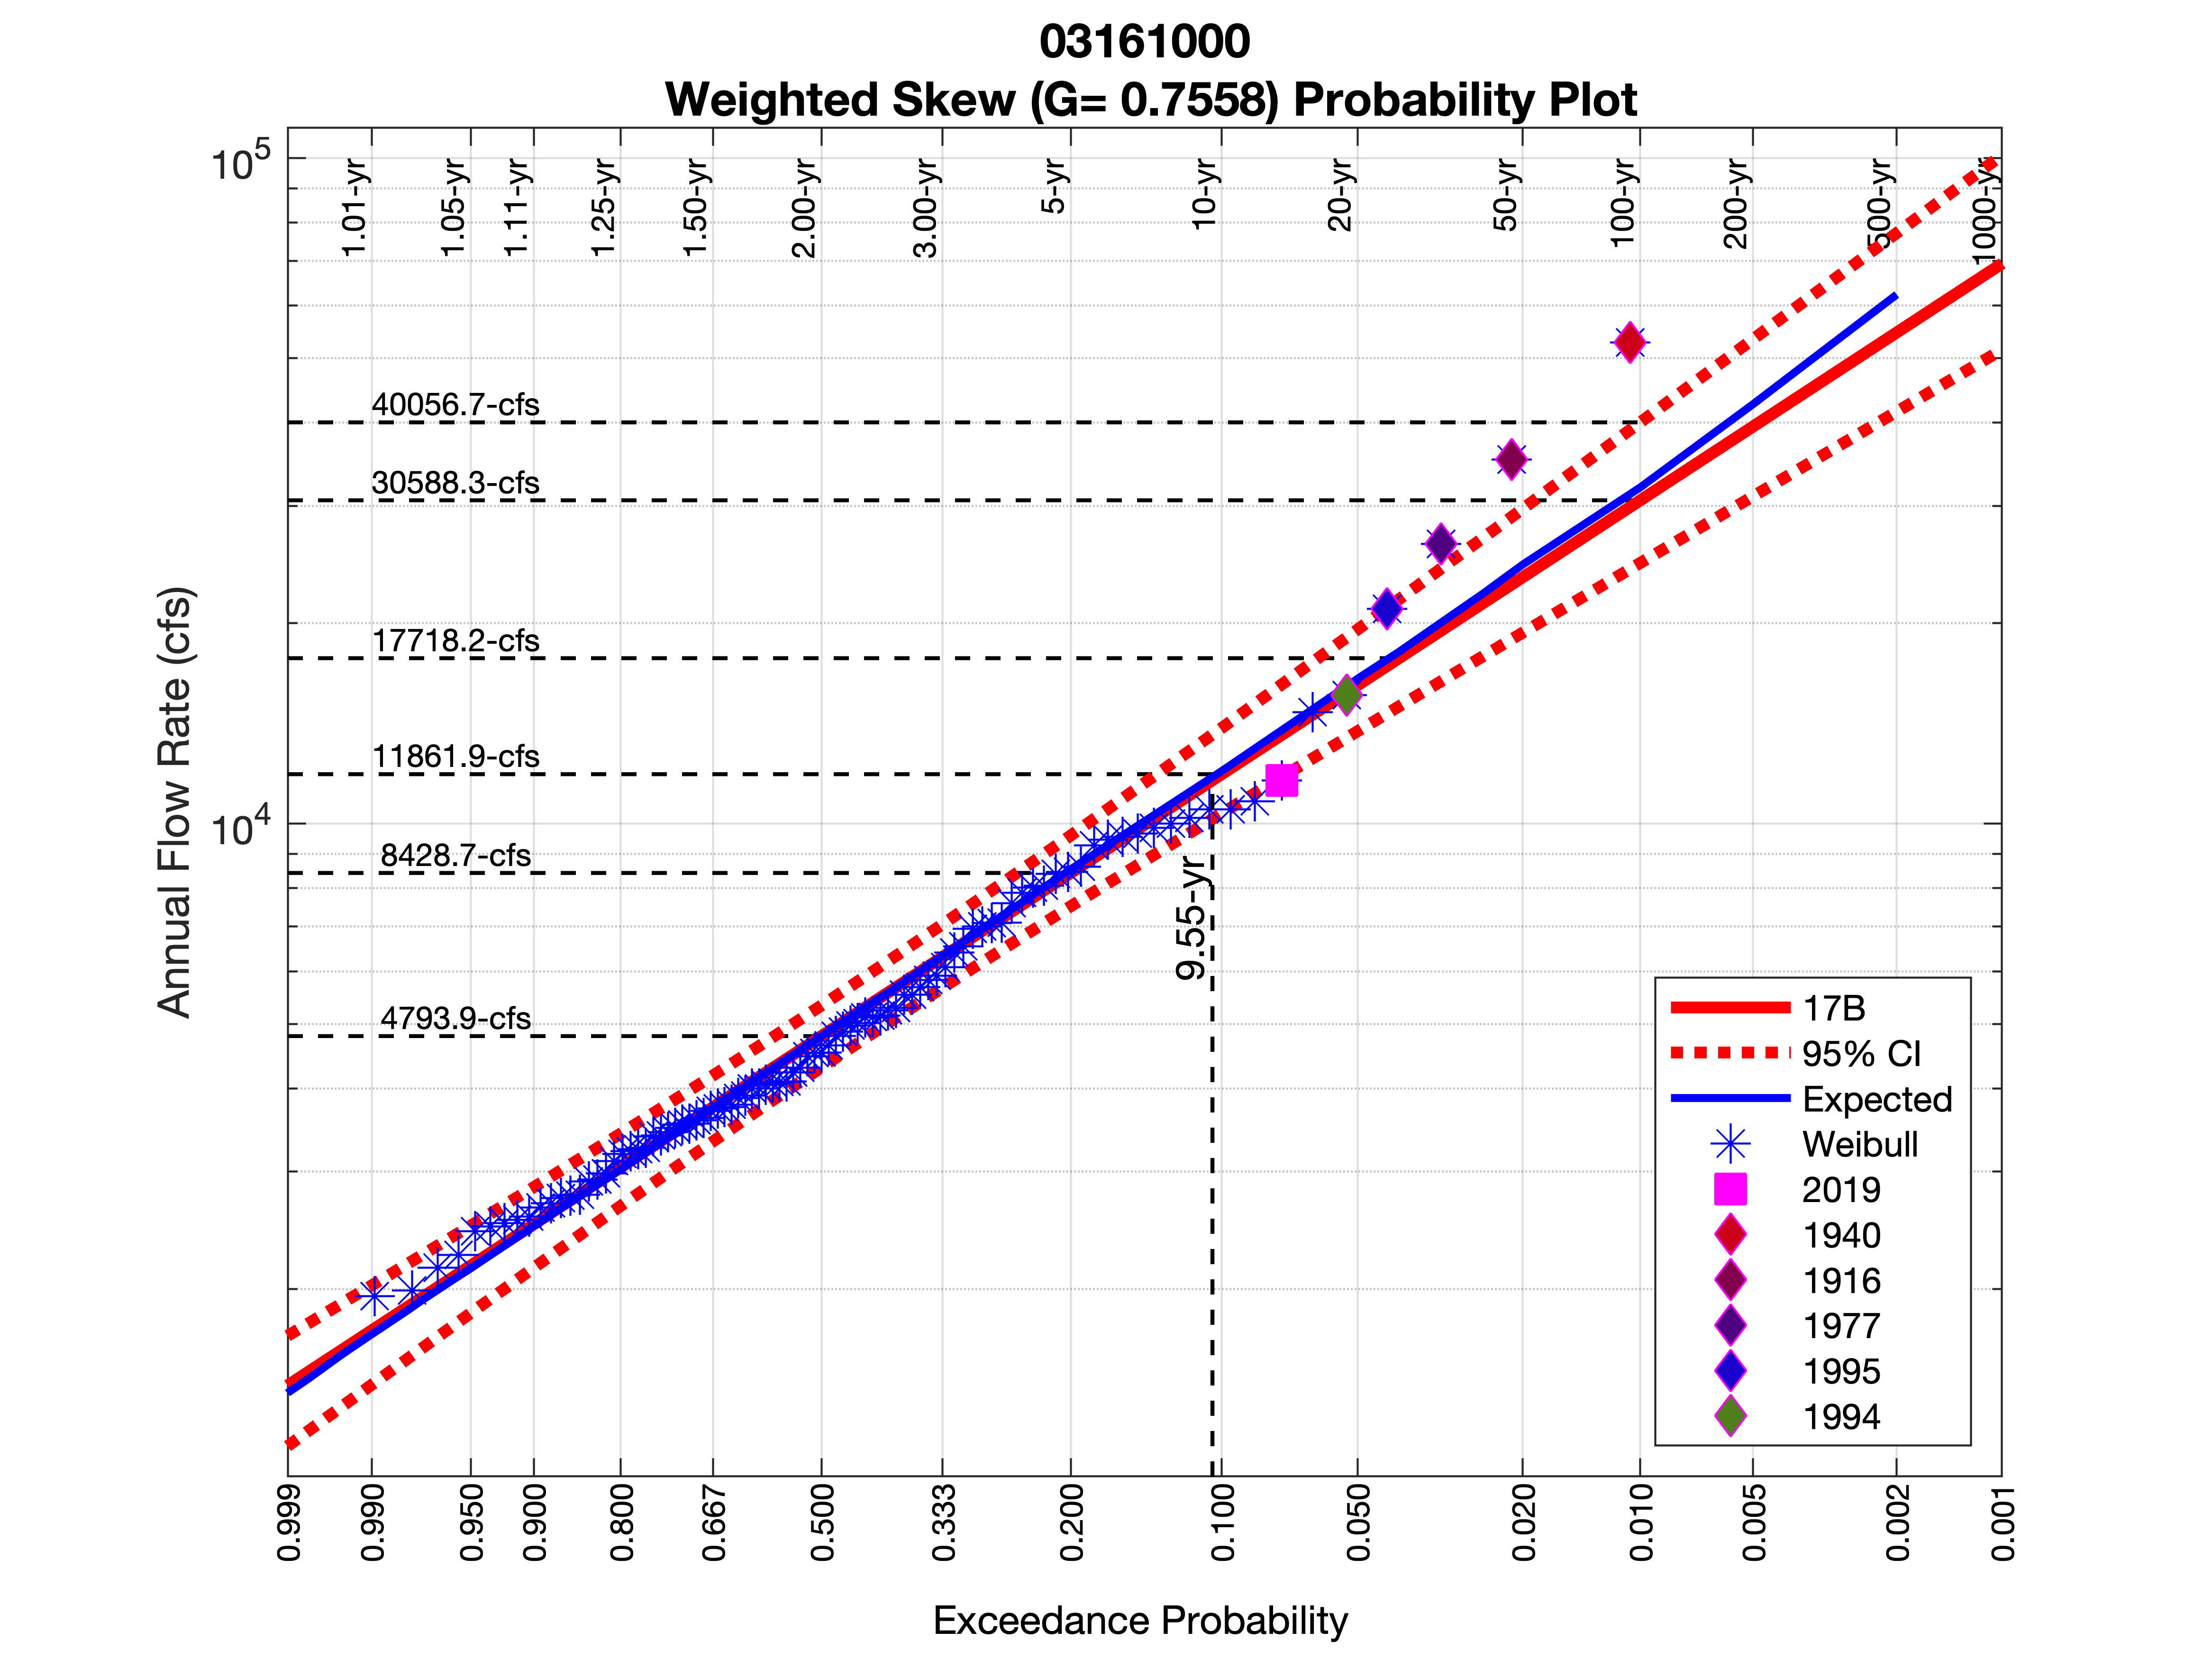 03161000
Weighted Skew (G= 0.7558) Probability Plot
10^5
1.01-yr
1.05-yr
1.11-yr
1.25-yr
1.50-yr
2.00-yr
3.00-yr
5-yr
10-yr
20-yr
50-yr
100-yr
200-yr
500-yr
1000-yr
40056.7-cfs
30588.3-cfs
17718.2-cfs
11861.9-cfs
10^4
8428.7-cfs
4793.9-cfs
9.55-yr
Annual Flow Rate (cfs)
17B
95% CI
Expected
Weibull
2019
1940
1916
1977
1995
1994
0.999
0.990
0.950
0.900
0.800
0.667
0.500
0.333
0.200
0.100
0.050
0.020
0.010
0.005
0.002
0.001
Exceedance Probability